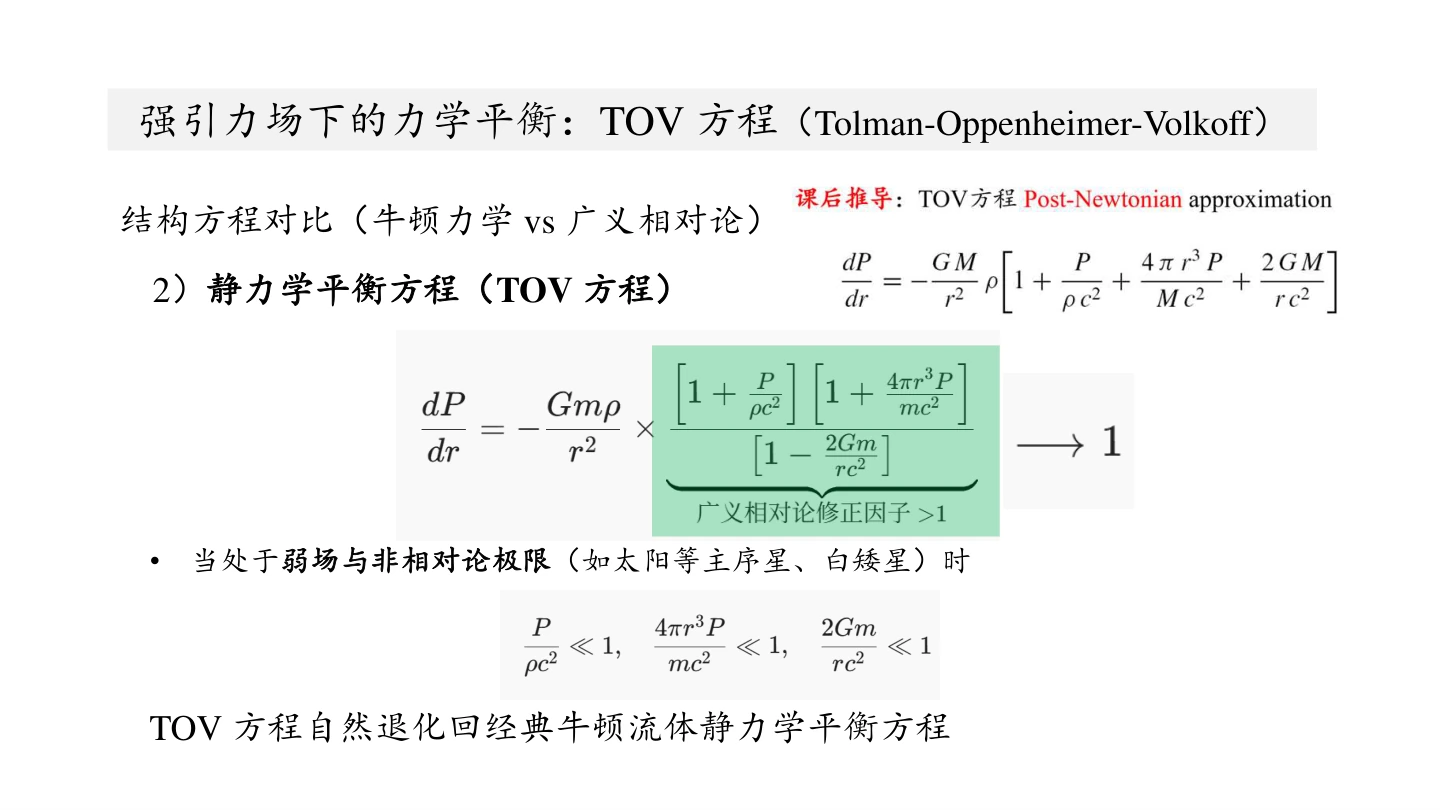 强引力场下的力学平衡：TOV 方程（Tolman-Oppenheimer-Volkoff）
结构方程对比（牛顿力学 vs 广义相对论）
课后推导：TOV方程 Post-Newtonian approximation
dP/dr = −(G M/r²) ρ[1 + P/(ρ c²) + 4 π r³ P/(M c²) + 2 G M/(r c²)]
2）静力学平衡方程（TOV 方程）
dP/dr = −(Gmρ/r²) × [1 + P/(ρc²)] [1 + 4πr³P/(mc²)] / [1 − 2Gm/(rc²)] ⟶ 1
广义相对论修正因子 >1
• 当处于弱场与非相对论极限（如太阳等主序星、白矮星）时
P/(ρc²) ≪ 1, 4πr³P/(mc²) ≪ 1, 2Gm/(rc²) ≪ 1
TOV 方程自然退化回经典牛顿流体静力学平衡方程